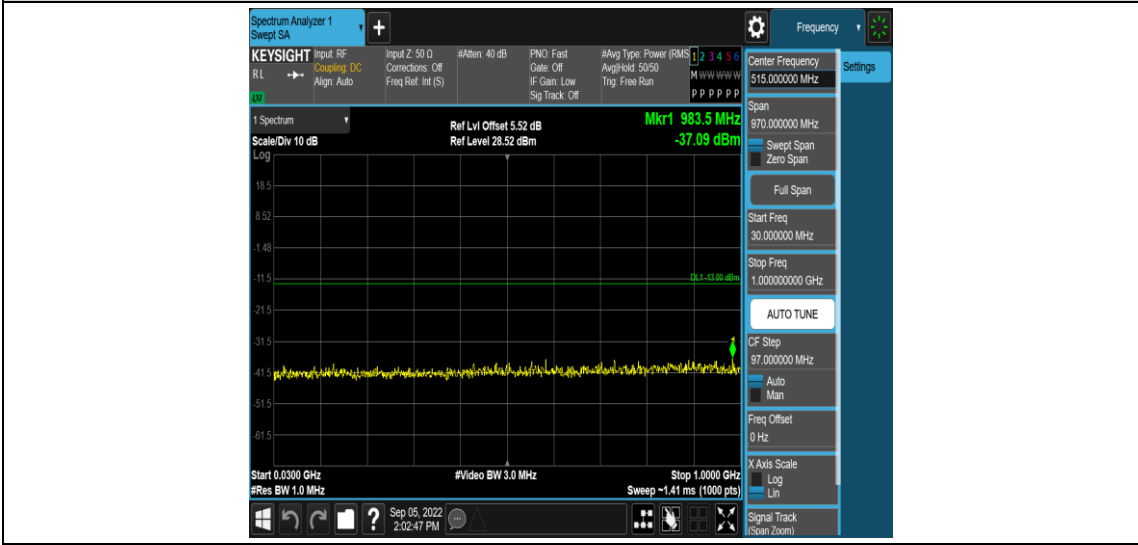 Spectrum Analyzer 1
Swept SA
+
Frequency
KEYSIGHT
RL
LM
Input: RF
Coupling: DC
Align: Auto
Input Z: 50 Ω
Corrections: Off
Freq Ref: Int (S)
#Atten: 40 dB
PNO: Fast
Gate: Off
IF Gain: Low
Sig Track: Off
#Avg Type: Power (RMS
Avg|Hold: 50/50
Trig: Free Run
1 2 3 4 5 6
M W W W W W
P P P P P P
Center Frequency
515.000000 MHz
Settings
1 Spectrum
Scale/Div 10 dB
Log
Ref Lvl Offset 5.52 dB
Ref Level 28.52 dBm
Mkr1 983.5 MHz
-37.09 dBm
18.5
8.52
-1.48
-11.5
-21.5
-31.5
-41.5
-51.5
-61.5
DL1 -13.00 dBm
1
Start 0.0300 GHz
#Res BW 1.0 MHz
#Video BW 3.0 MHz
Stop 1.0000 GHz
Sweep ~1.41 ms (1000 pts)
Span
970.000000 MHz
Swept Span
Zero Span
Full Span
Start Freq
30.000000 MHz
Stop Freq
1.000000000 GHz
AUTO TUNE
CF Step
97.000000 MHz
Auto
Man
Freq Offset
0 Hz
X Axis Scale
Log
Lin
Signal Track
(Span Zoom)
?
Sep 05, 2022
2:02:47 PM